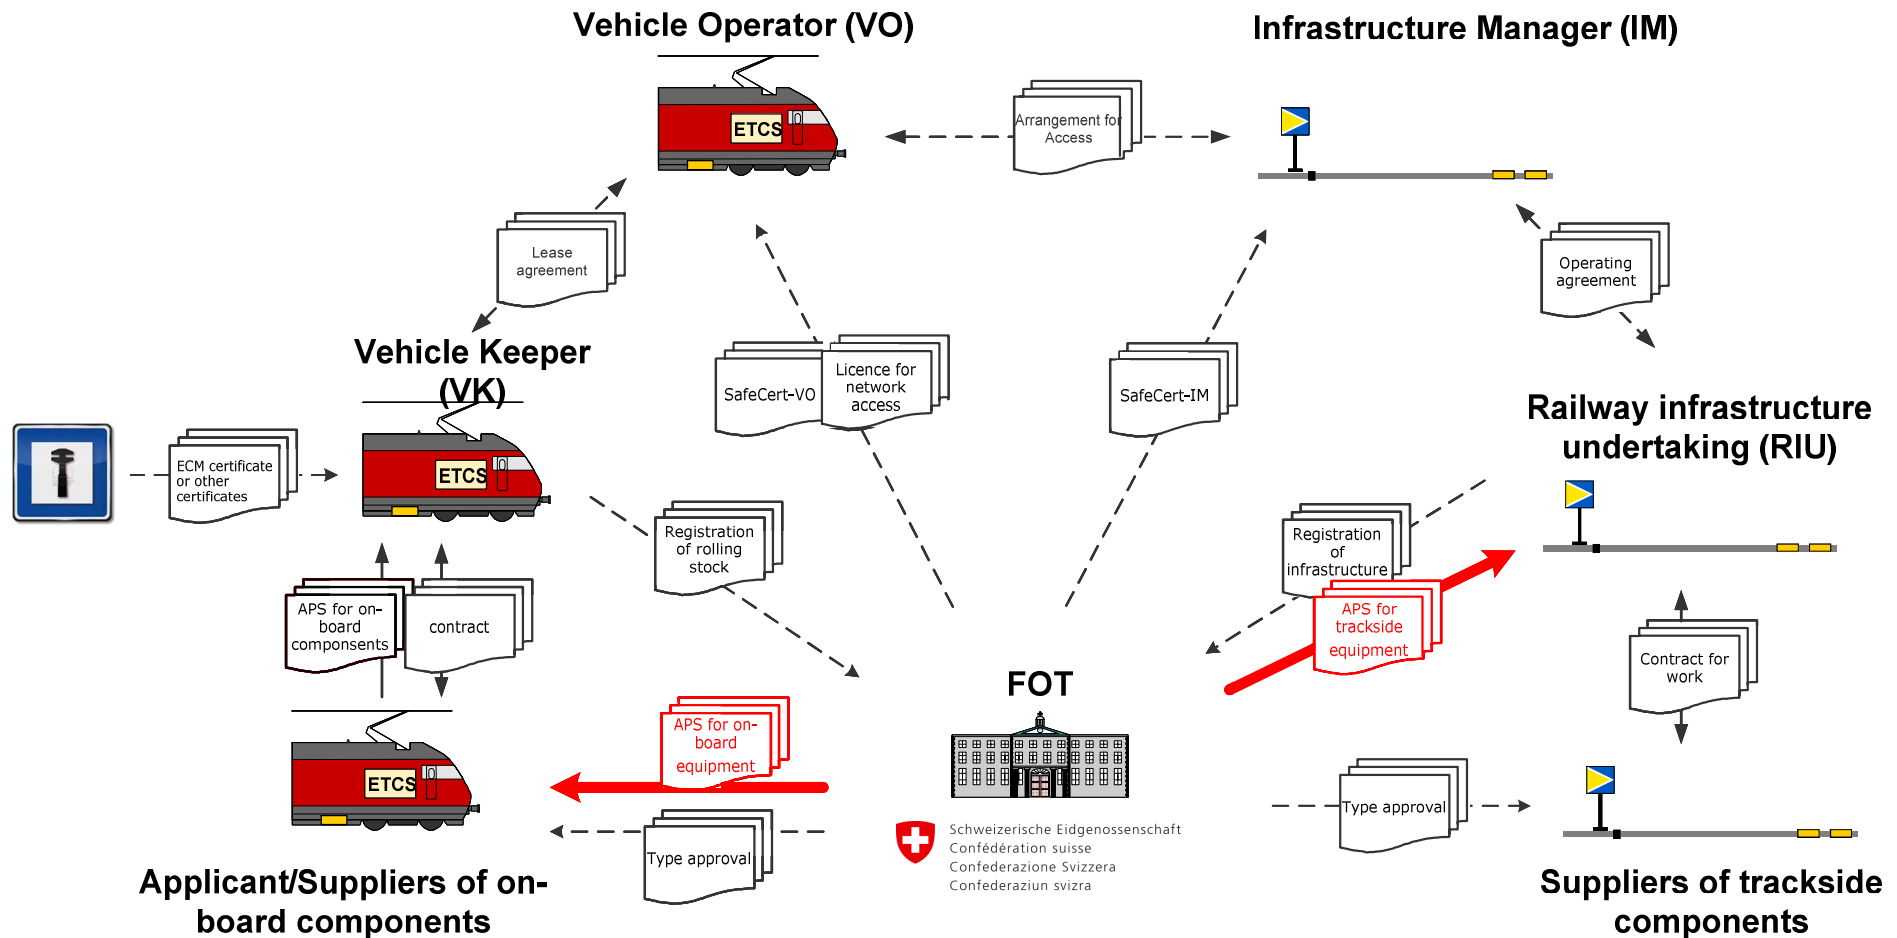 Vehicle Operator (VO)
Infrastructure Manager (IM)
ETCS
Arrangement for
Access
Lease
agreement
Operating
agreement
Vehicle Keeper
(VK)
SafeCert-VO
Licence for
network
access
SafeCert-IM
Railway infrastructure
undertaking (RIU)
ECM certificate
or other
certificates
ETCS
Registration
of rolling
stock
Registration
of
infrastructure
APS for on-
board
components
contract
APS for
trackside
equipment
Contract for
work
FOT
APS for on-
board
equipment
ETCS
Type approval
Type approval
Schweizerische Eidgenossenschaft
Confédération suisse
Confederazione Svizzera
Confederaziun svizra
Applicant/Suppliers of on-
board components
Suppliers of trackside
components